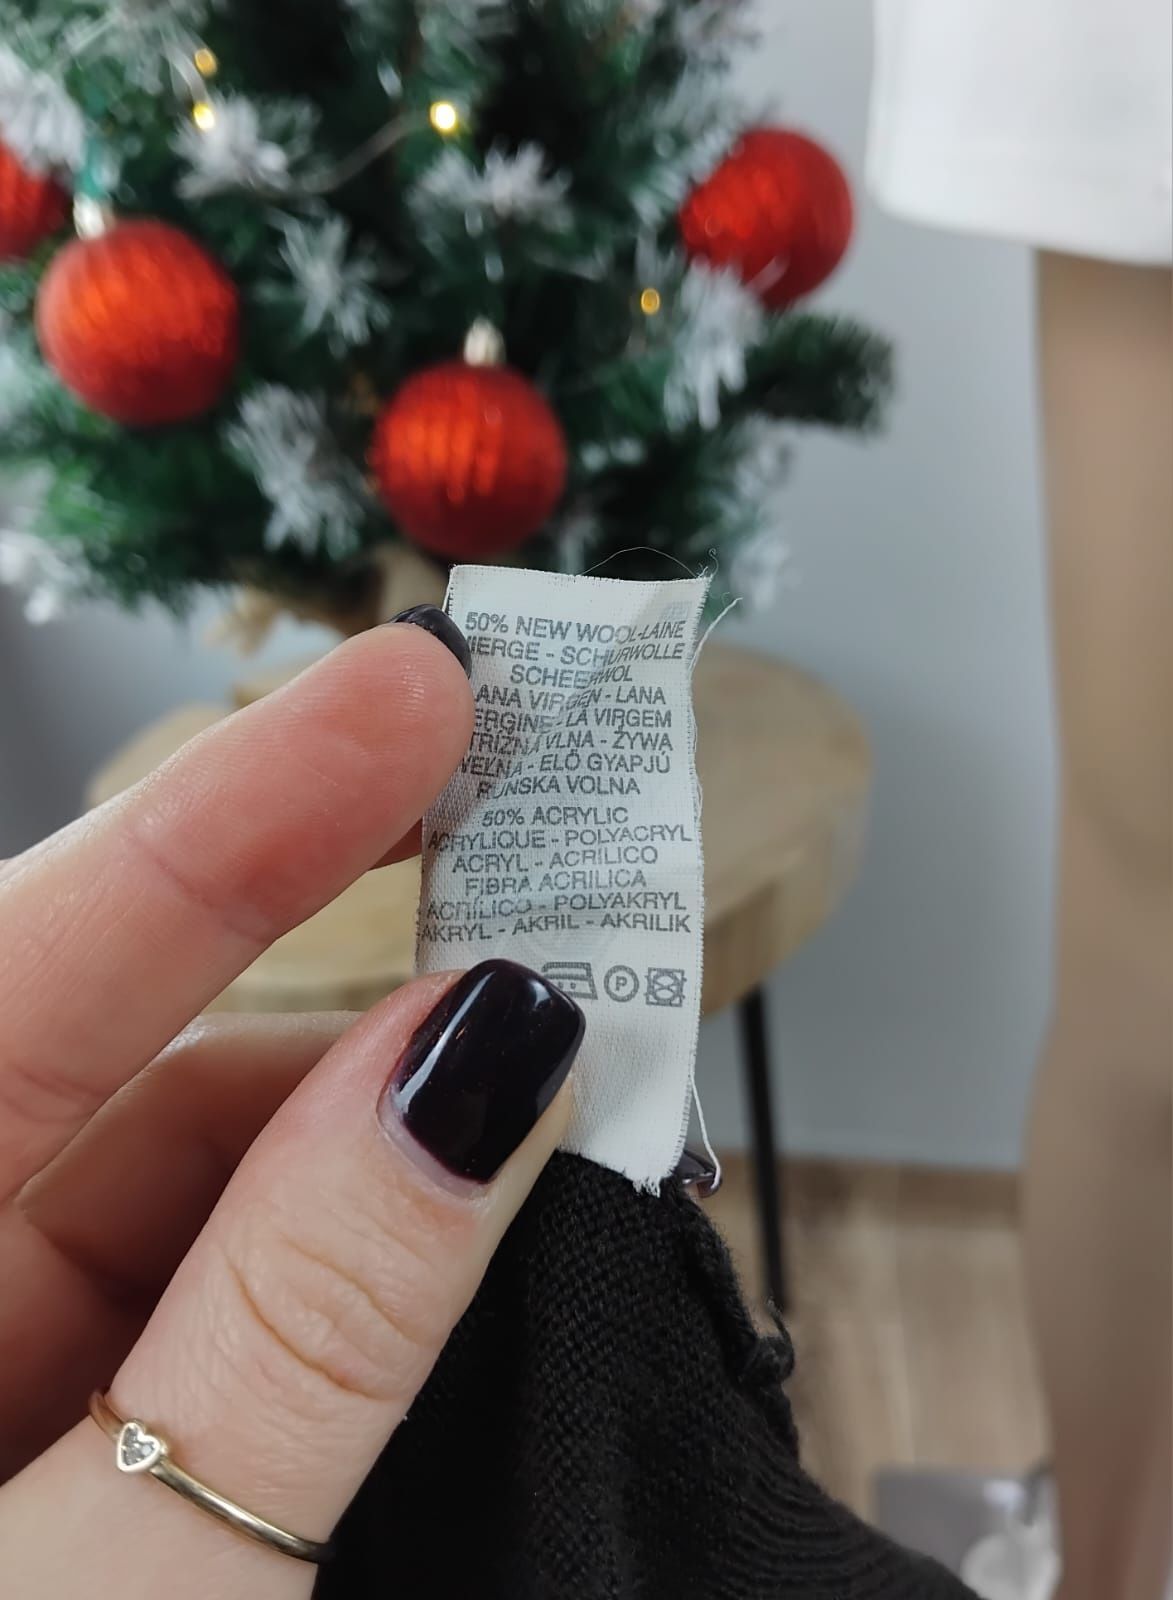 50% NEW WOOL-LAINE
VIERGE - SCHURWOLLE
SCHEERWOL
LANA VIRGEN - LANA
VERGINE - LÃ VIRGEM
STŘIŽNÁ VLNA - ŻYWA
WEŁNA - ÉLŐ GYAPJÚ
RUNSKA VOLNA
50% ACRYLIC
ACRYLIQUE - POLYACRYL
ACRYL - ACRILICO
FIBRA ACRILICA
ACRÍLICO - POLYAKRYL
AKRYL - AKRIL - AKRILIK
P